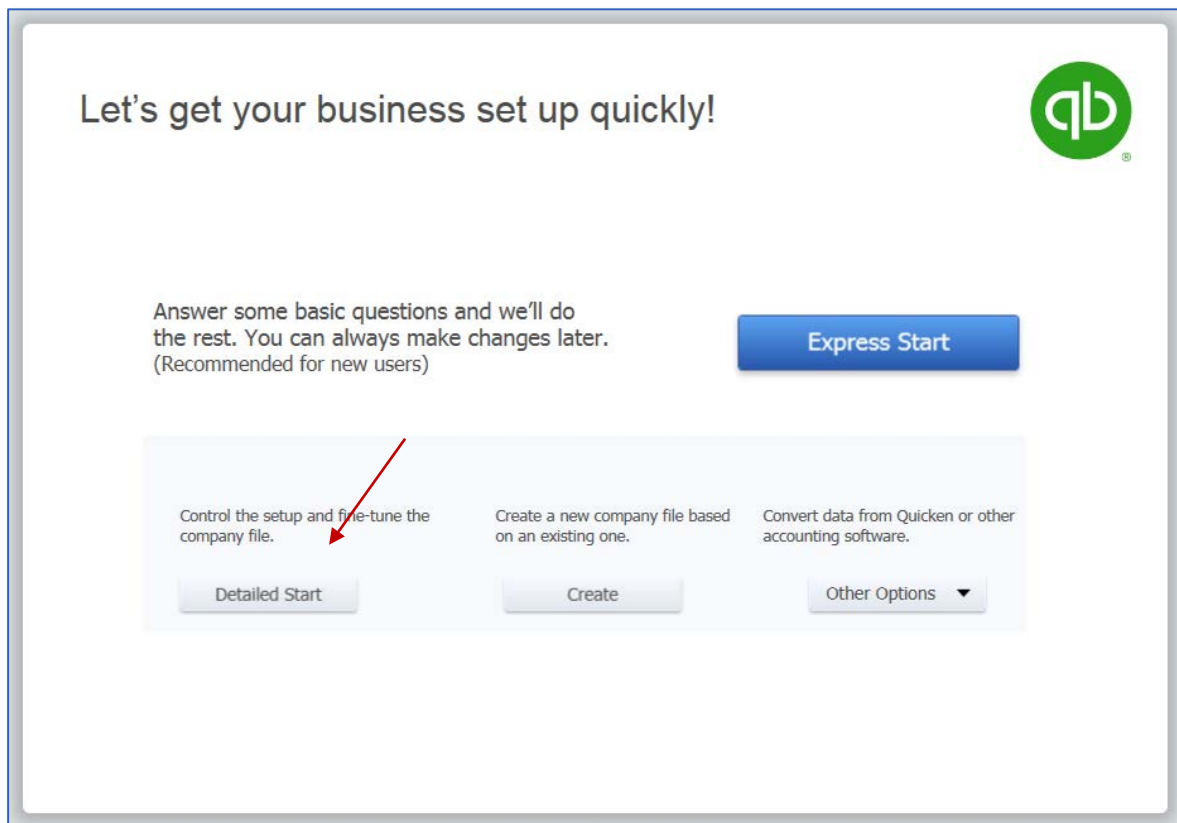 Let's get your business set up quickly!
qb
®
Answer some basic questions and we'll do
the rest. You can always make changes later.
(Recommended for new users)
Express Start
Control the setup and fine-tune the
company file.
Detailed Start
Create a new company file based
on an existing one.
Create
Convert data from Quicken or other
accounting software.
Other Options